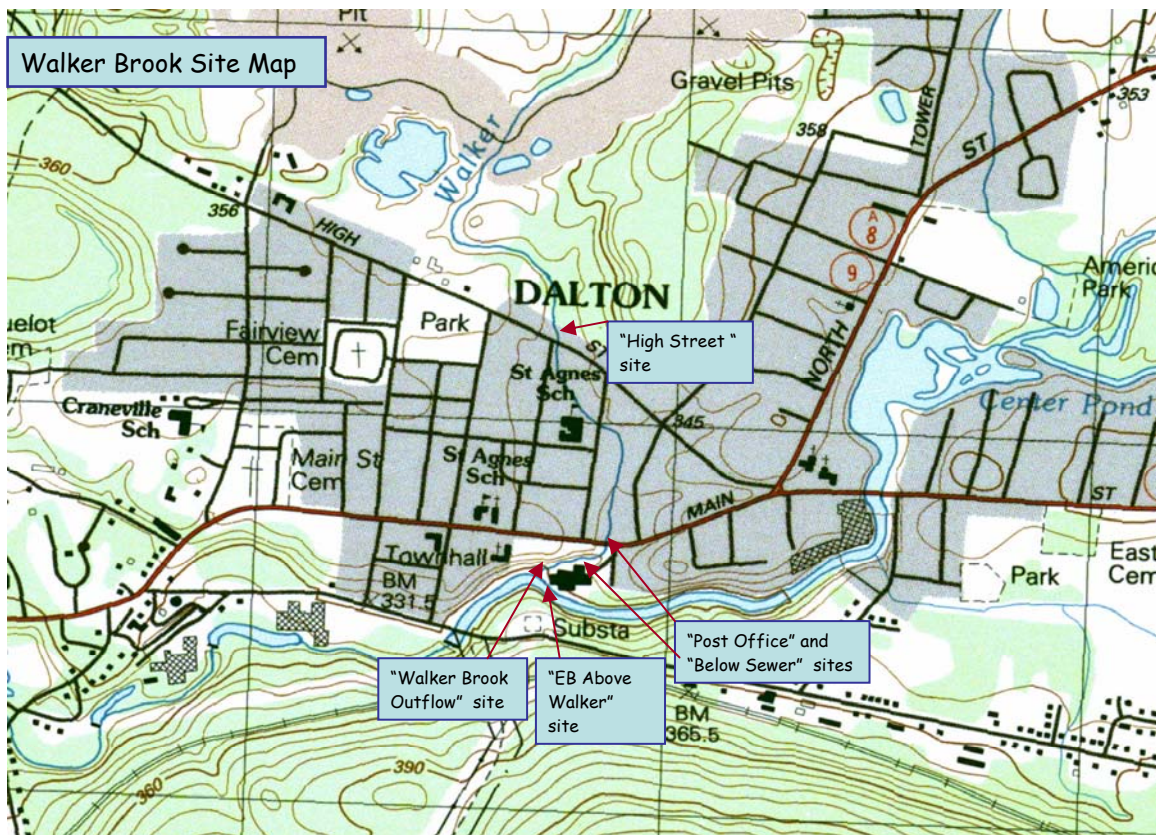 Pit
Walker Brook Site Map
Gravel Pits
353
358
TOWER
ST
Walker
360
356
HIGH
A
8
9
DALTON
Americ
Park
Park
"High Street "
site
ST
NORTH
uelot
em
Fairview
Cem
St Agnes
Sch
Center Pond
Craneville
Sch
345
Main St
Cem
St Agnes
Sch
MAIN
ST
Townhall
BM
331.5
Park
East
Cem
Substa
"Post Office" and
"Below Sewer" sites
"Walker Brook
Outflow" site
"EB Above
Walker"
site
BM
365.5
390
360